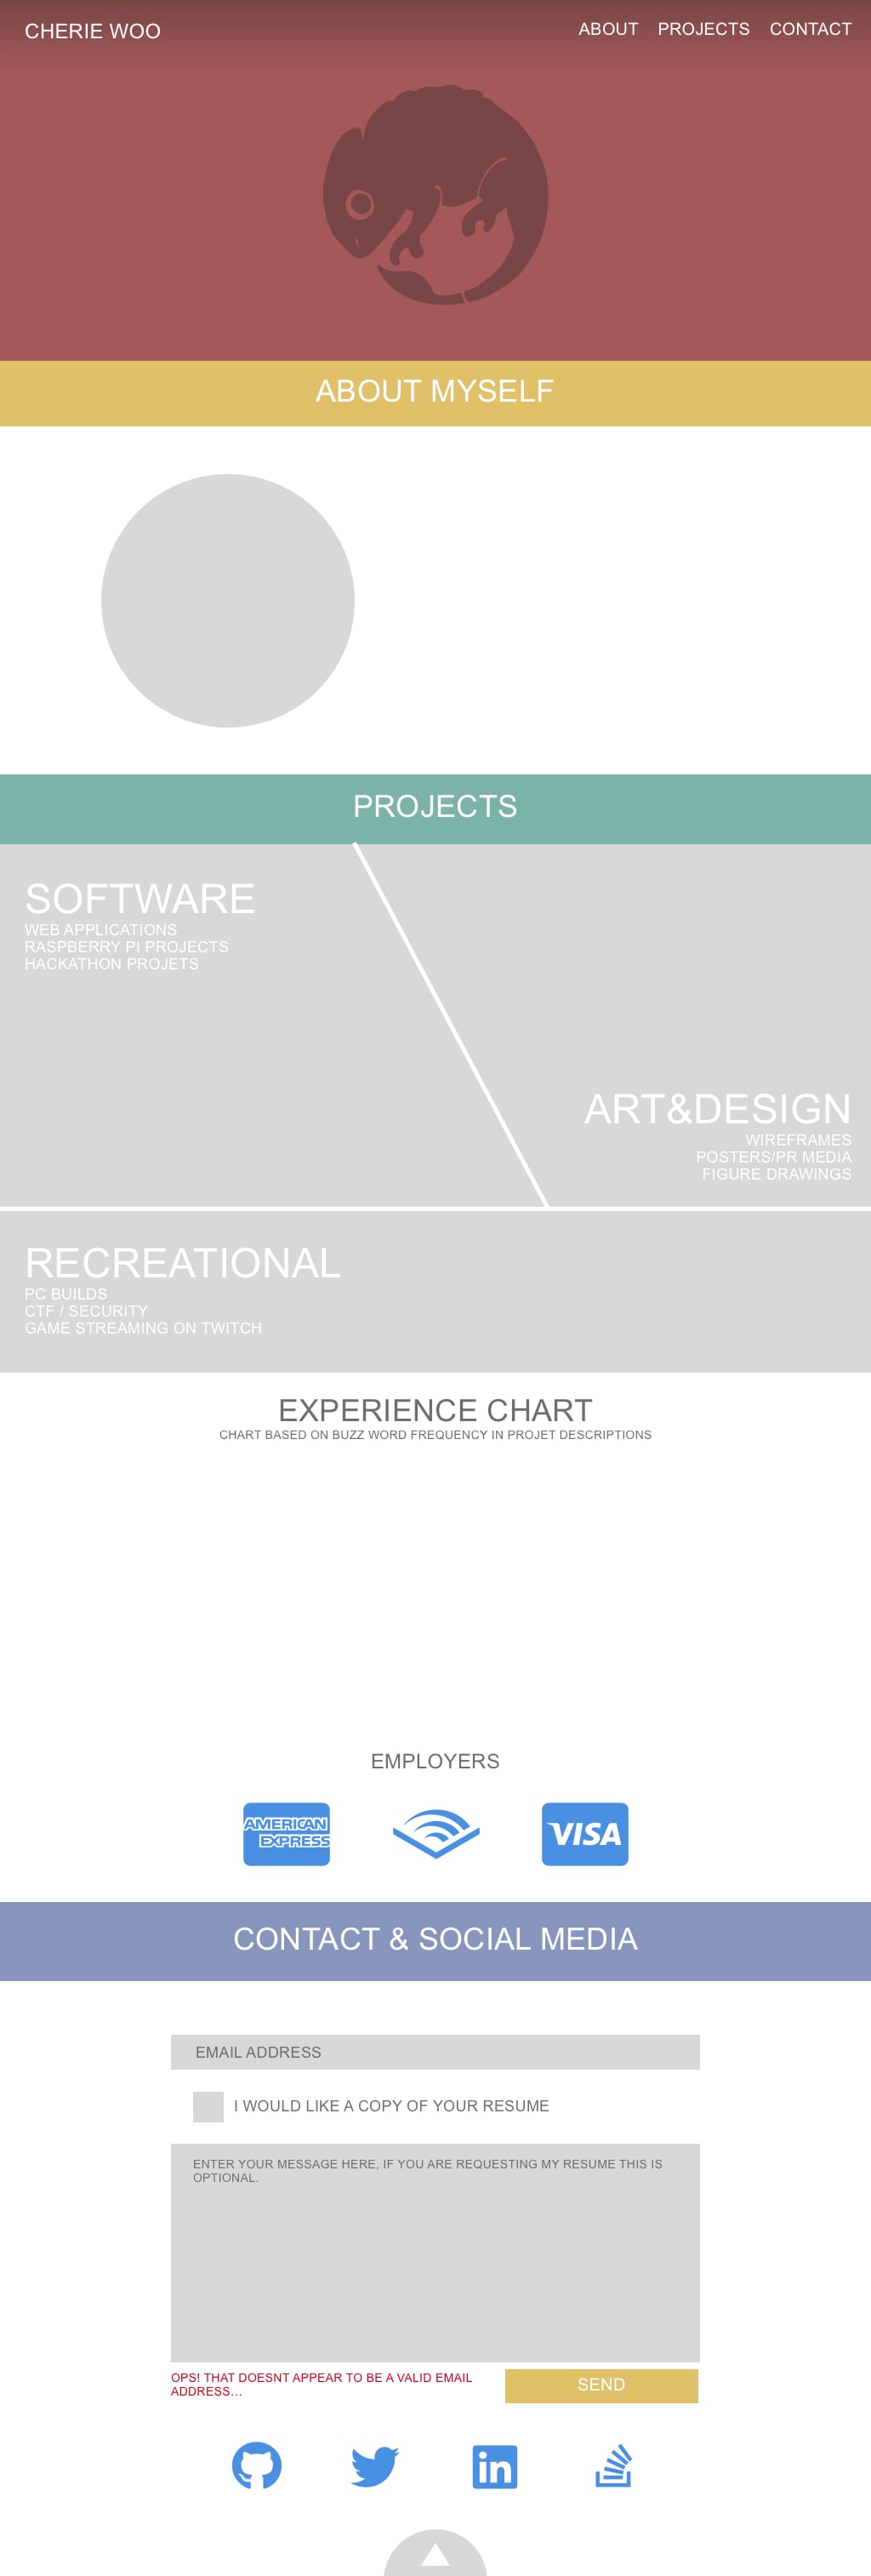 CHERIE WOO
ABOUT PROJECTS CONTACT
ABOUT MYSELF
PROJECTS
SOFTWARE
WEB APPLICATIONS
RASPBERRY PI PROJECTS
HACKATHON PROJETS
ART&DESIGN
WIREFRAMES
POSTERS/PR MEDIA
FIGURE DRAWINGS
RECREATIONAL
PC BUILDS
CTF / SECURITY
GAME STREAMING ON TWITCH
EXPERIENCE CHART
CHART BASED ON BUZZ WORD FREQUENCY IN PROJET DESCRIPTIONS
EMPLOYERS
AMERICAN
EXPRESS
VISA
CONTACT & SOCIAL MEDIA
EMAIL ADDRESS
I WOULD LIKE A COPY OF YOUR RESUME
ENTER YOUR MESSAGE HERE, IF YOU ARE REQUESTING MY RESUME THIS IS
OPTIONAL.
OPS! THAT DOESNT APPEAR TO BE A VALID EMAIL
ADDRESS...
SEND
in